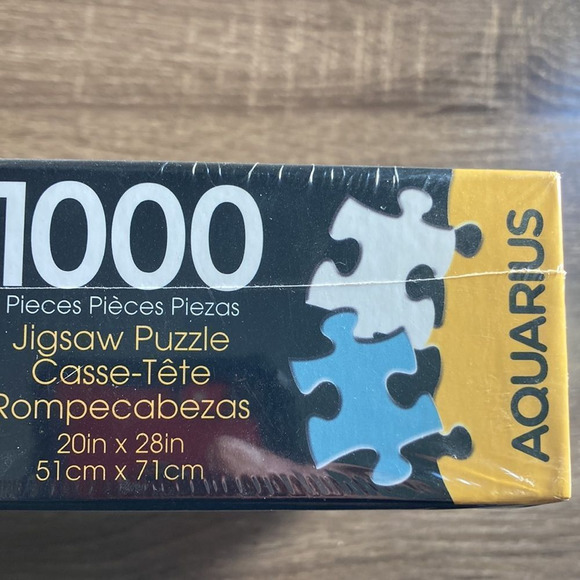 1000
Pieces Pièces Piezas
Jigsaw Puzzle
Casse-Tête
Rompecabezas
20in x 28in
51cm x 71cm
AQUARIUS